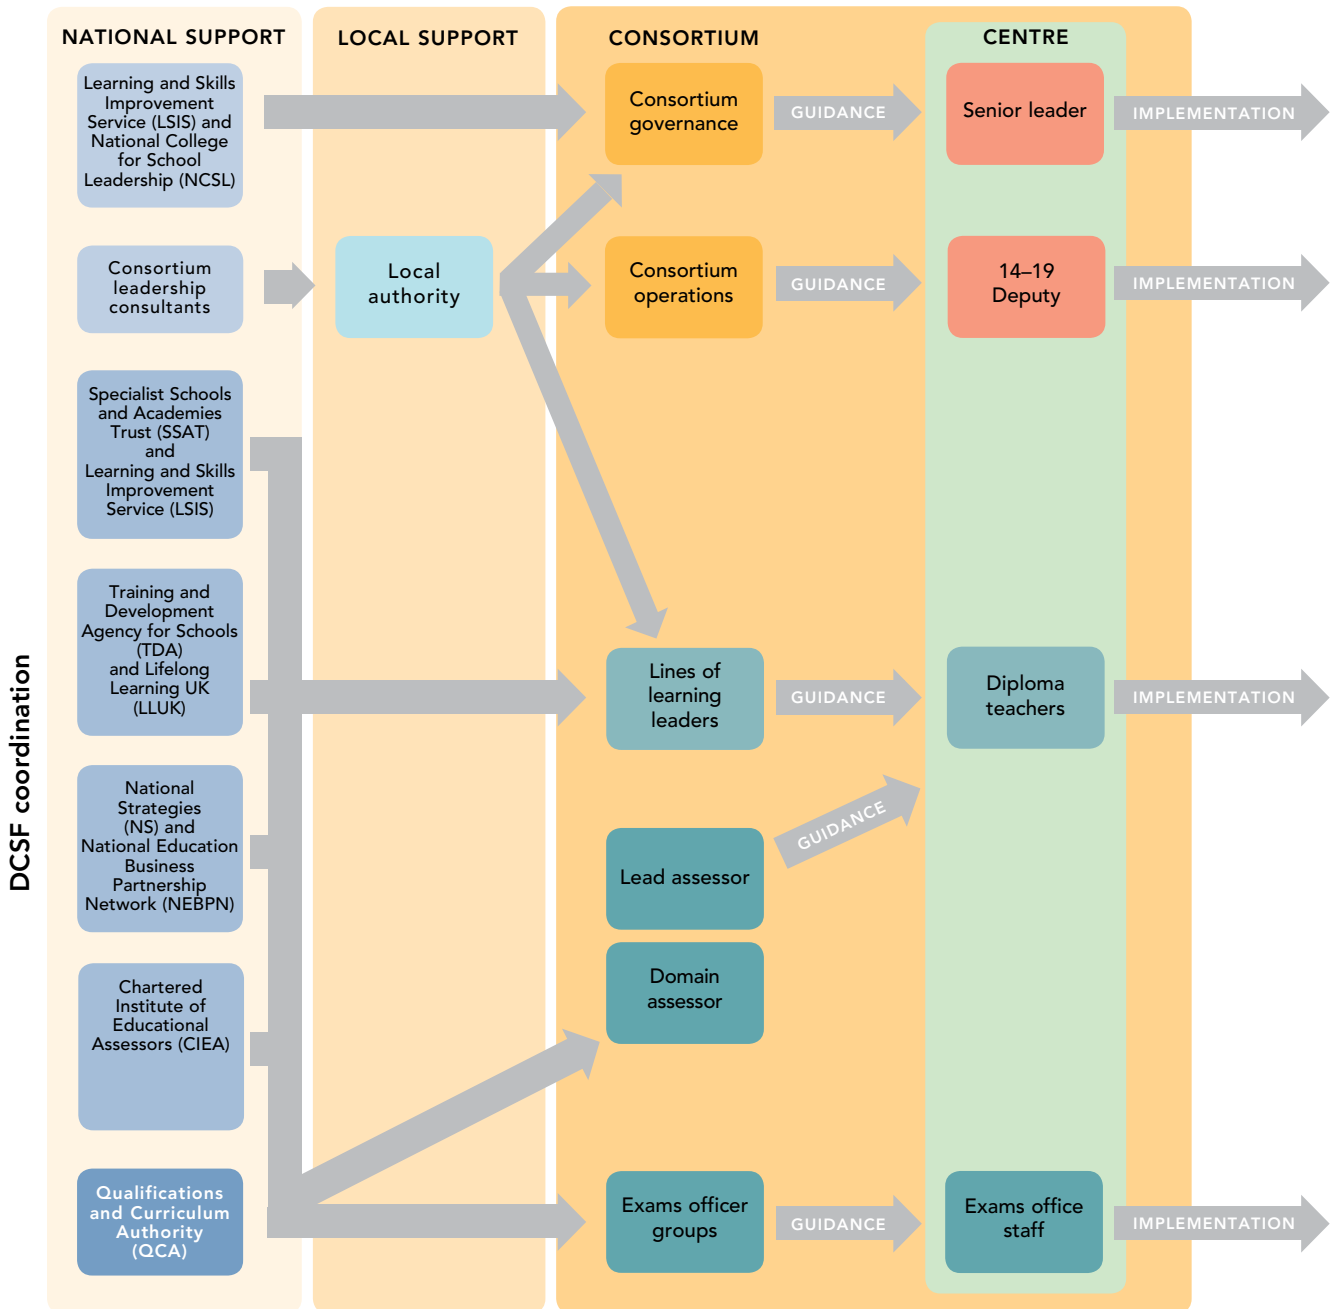 NATIONAL SUPPORT
LOCAL SUPPORT
CONSORTIUM
CENTRE
Learning and Skills
Improvement
Service (LSIS) and
National College
for School
Leadership (NCSL)
Consortium
governance
GUIDANCE
Senior leader
IMPLEMENTATION
Consortium
leadership
consultants
Local
authority
Consortium
operations
GUIDANCE
14–19
Deputy
IMPLEMENTATION
Specialist Schools
and Academies
Trust (SSAT)
and
Learning and Skills
Improvement
Service (LSIS)
Training and
Development
Agency for Schools
(TDA)
and Lifelong
Learning UK
(LLUK)
Lines of
learning
leaders
GUIDANCE
Diploma
teachers
IMPLEMENTATION
DCSF coordination
National
Strategies
(NS) and
National Education
Business
Partnership
Network (NEBPN)
Lead assessor
GUIDANCE
Domain
assessor
Chartered
Institute of
Educational
Assessors (CIEA)
Qualifications
and Curriculum
Authority
(QCA)
Exams officer
groups
GUIDANCE
Exams office
staff
IMPLEMENTATION